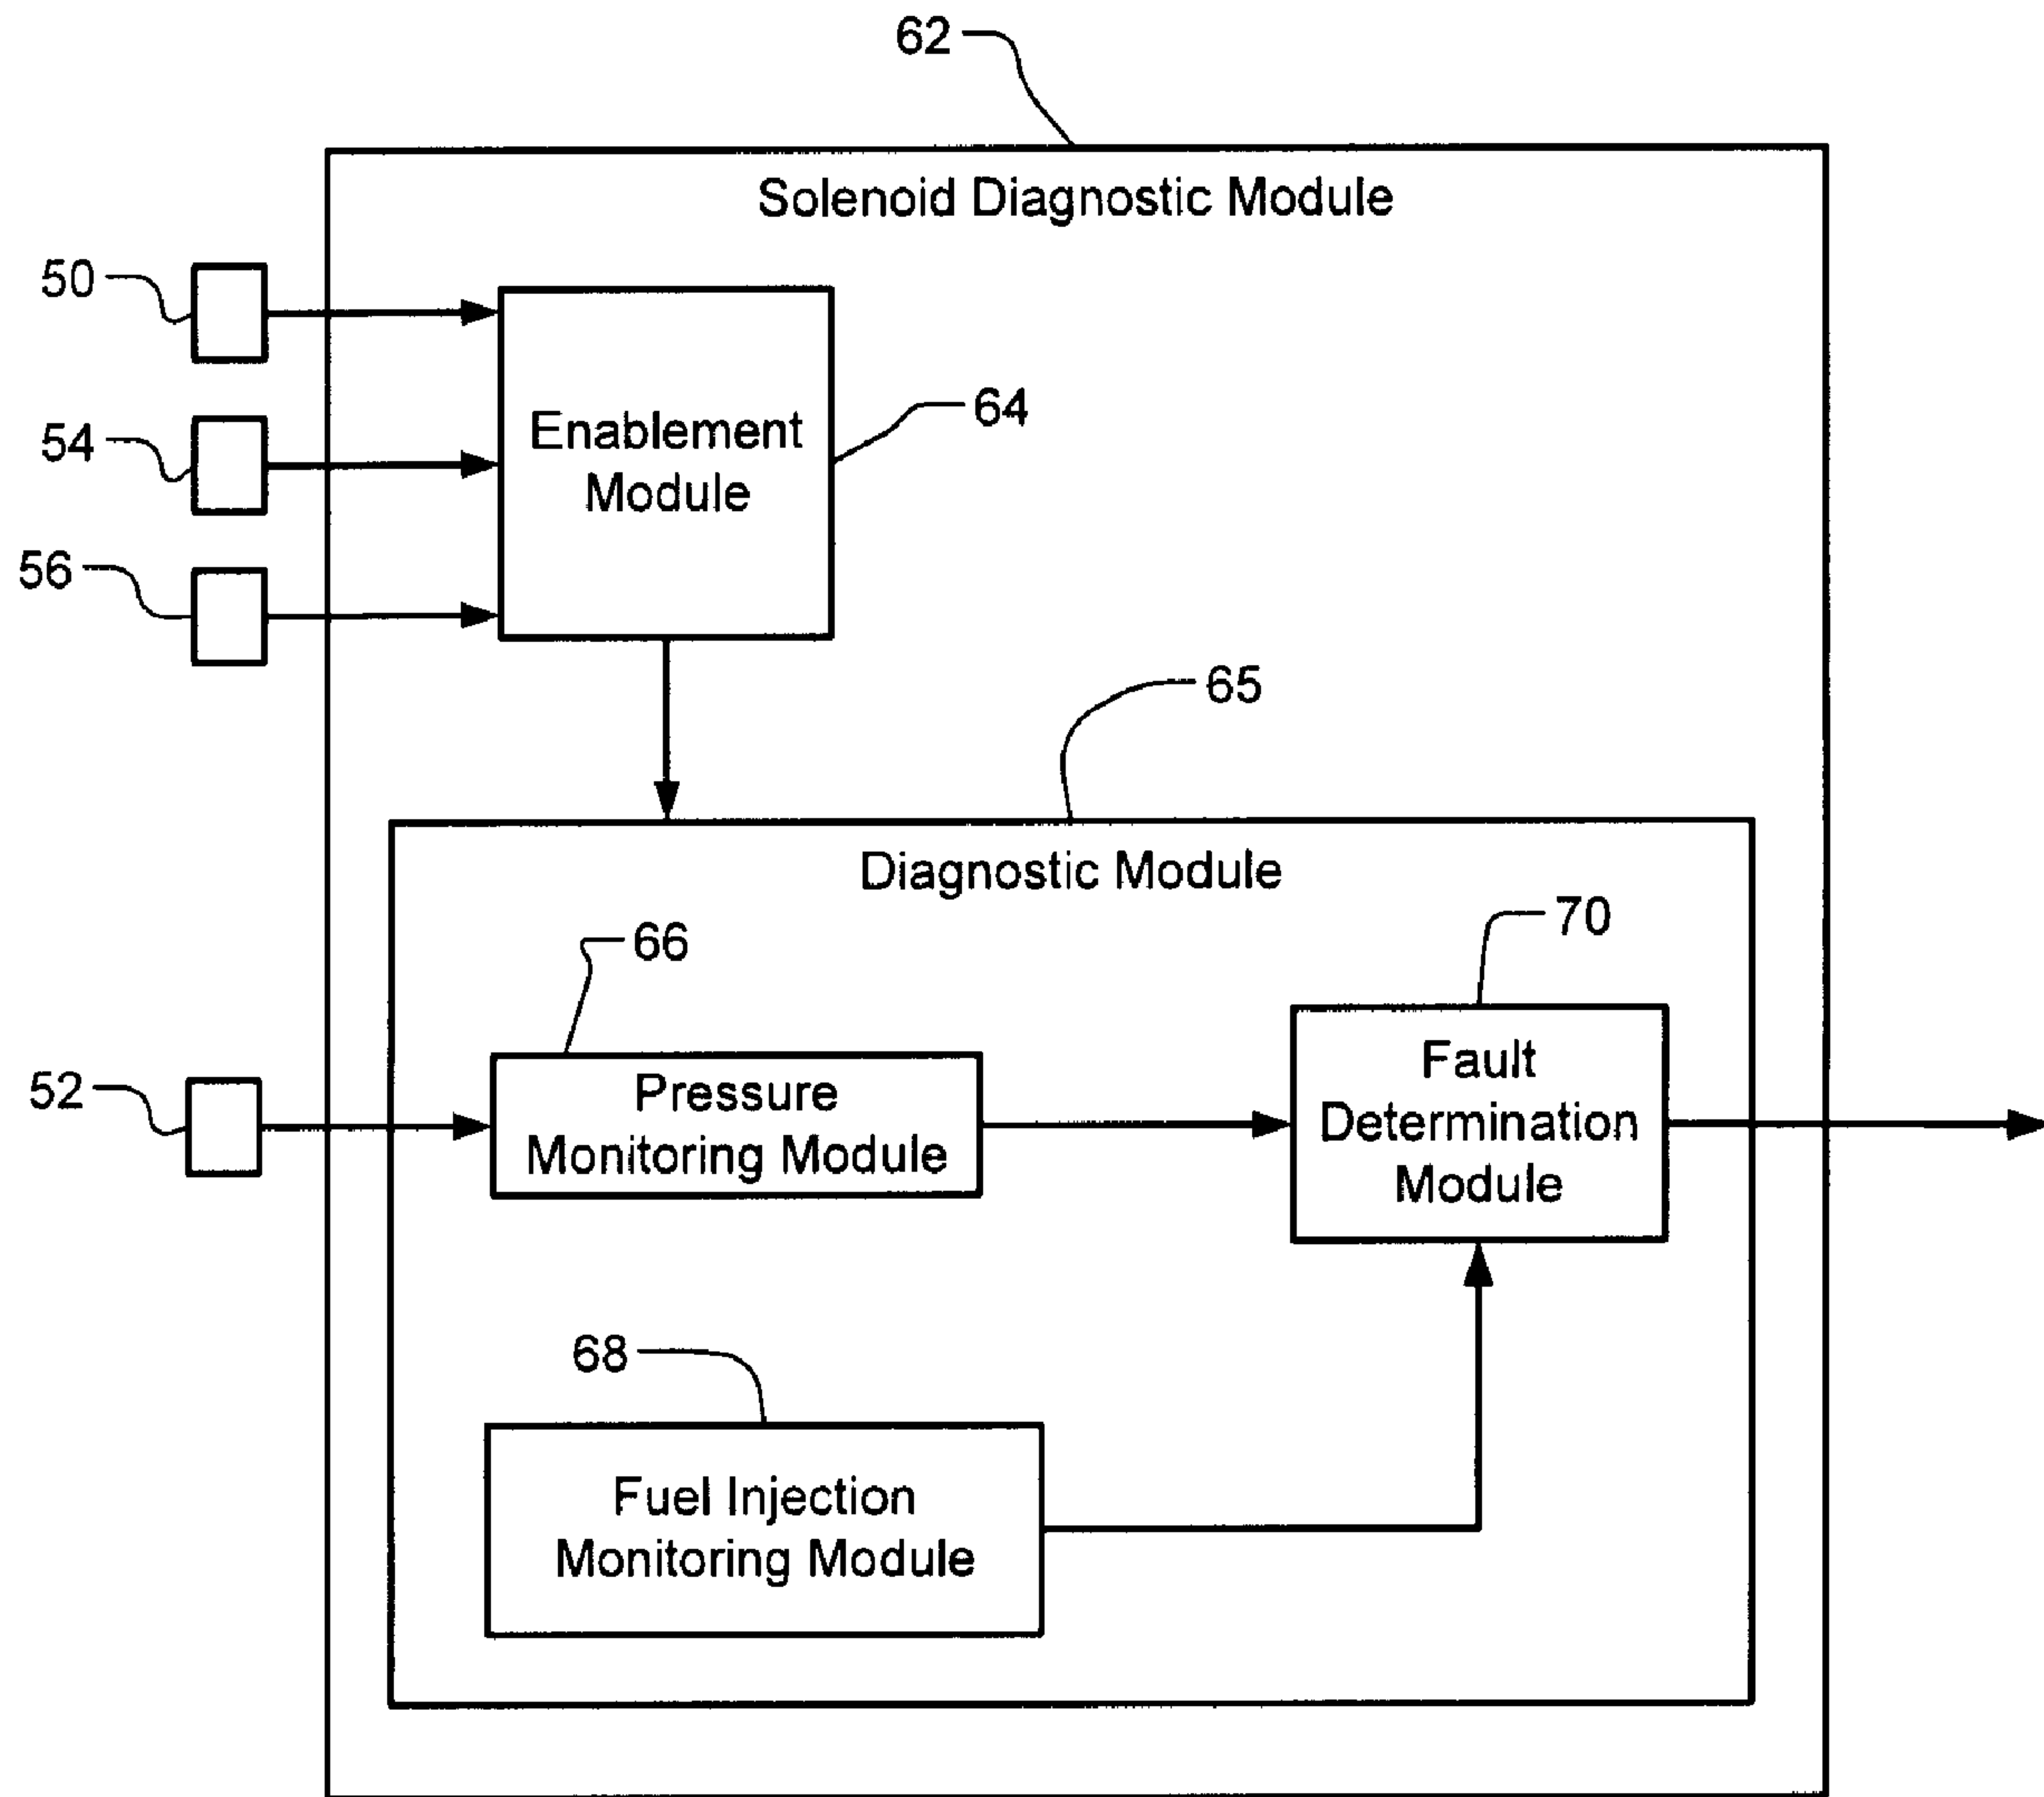 62
Solenoid Diagnostic Module
50
54
56
Enablement
Module
64
65
Diagnostic Module
66
70
52
Pressure
Monitoring Module
Fault
Determination
Module
68
Fuel Injection
Monitoring Module